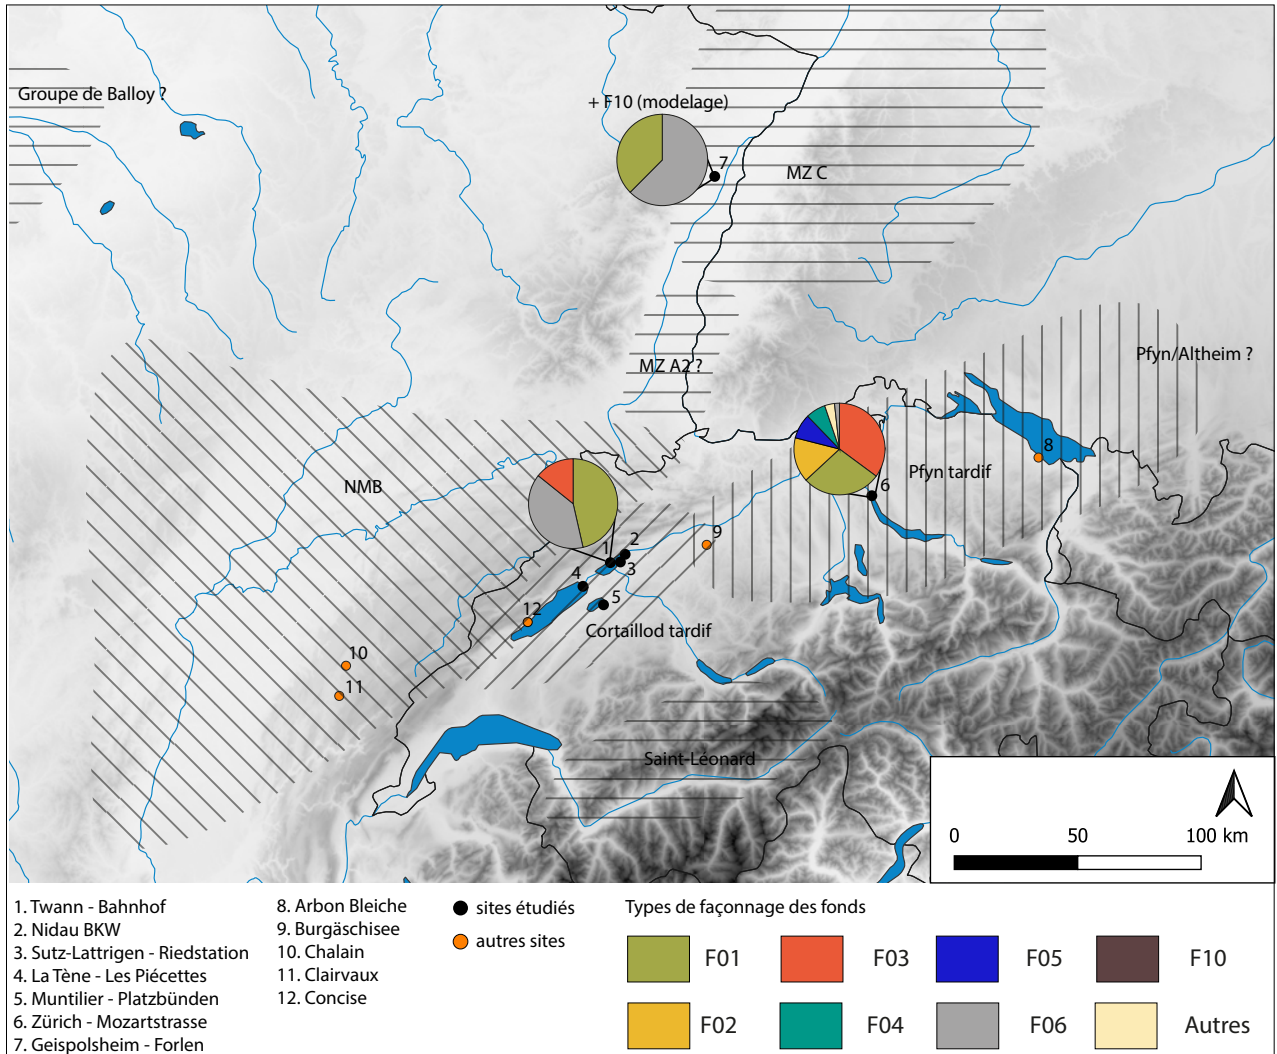 Groupe de Balloy ?
+ F10 (modelage)
7
MZ C
MZ A2 ?
Pfyn/Altheim ?
8
Pfyn tardif
6
NMB
9
2
1
3
4
5
12
Cortaillod tardif
10
11
Saint-Léonard
0 50 100 km
1. Twann - Bahnhof
2. Nidau BKW
3. Sutz-Lattrigen - Riedstation
4. La Tène - Les Piécettes
5. Muntilier - Platzbünden
6. Zürich - Mozartstrasse
7. Geispolsheim - Forlen
8. Arbon Bleiche
9. Burgäschisee
10. Chalain
11. Clairvaux
12. Concise
sites étudiés
autres sites
Types de façonnage des fonds
F01 F03 F05 F10
F02 F04 F06 Autres